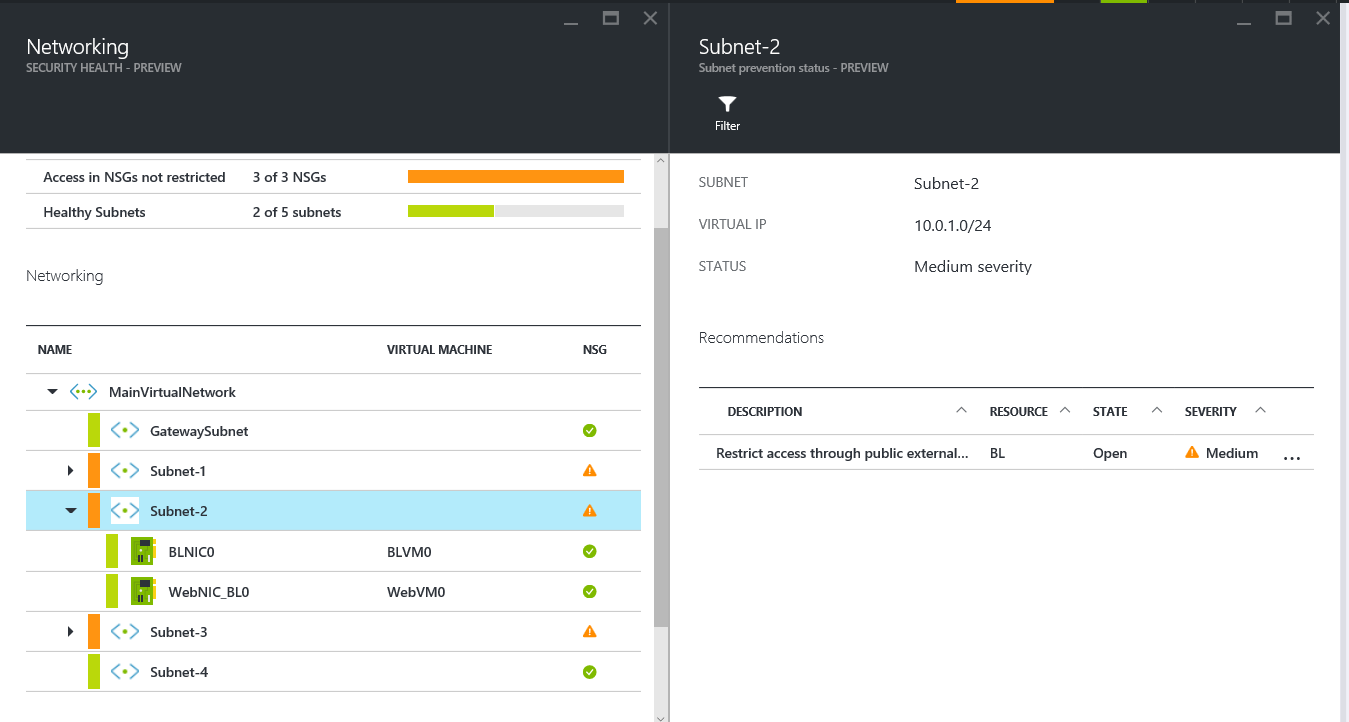 Networking
SECURITY HEALTH - PREVIEW
Access in NSGs not restricted 3 of 3 NSGs
Healthy Subnets 2 of 5 subnets
Networking
NAME VIRTUAL MACHINE NSG
MainVirtualNetwork
GatewaySubnet
Subnet-1
Subnet-2
BLNIC0 BLVM0
WebNIC_BL0 WebVM0
Subnet-3
Subnet-4
Subnet-2
Subnet prevention status - PREVIEW
Filter
SUBNET Subnet-2
VIRTUAL IP 10.0.1.0/24
STATUS Medium severity
Recommendations
DESCRIPTION RESOURCE STATE SEVERITY
Restrict access through public external... BL Open Medium ...